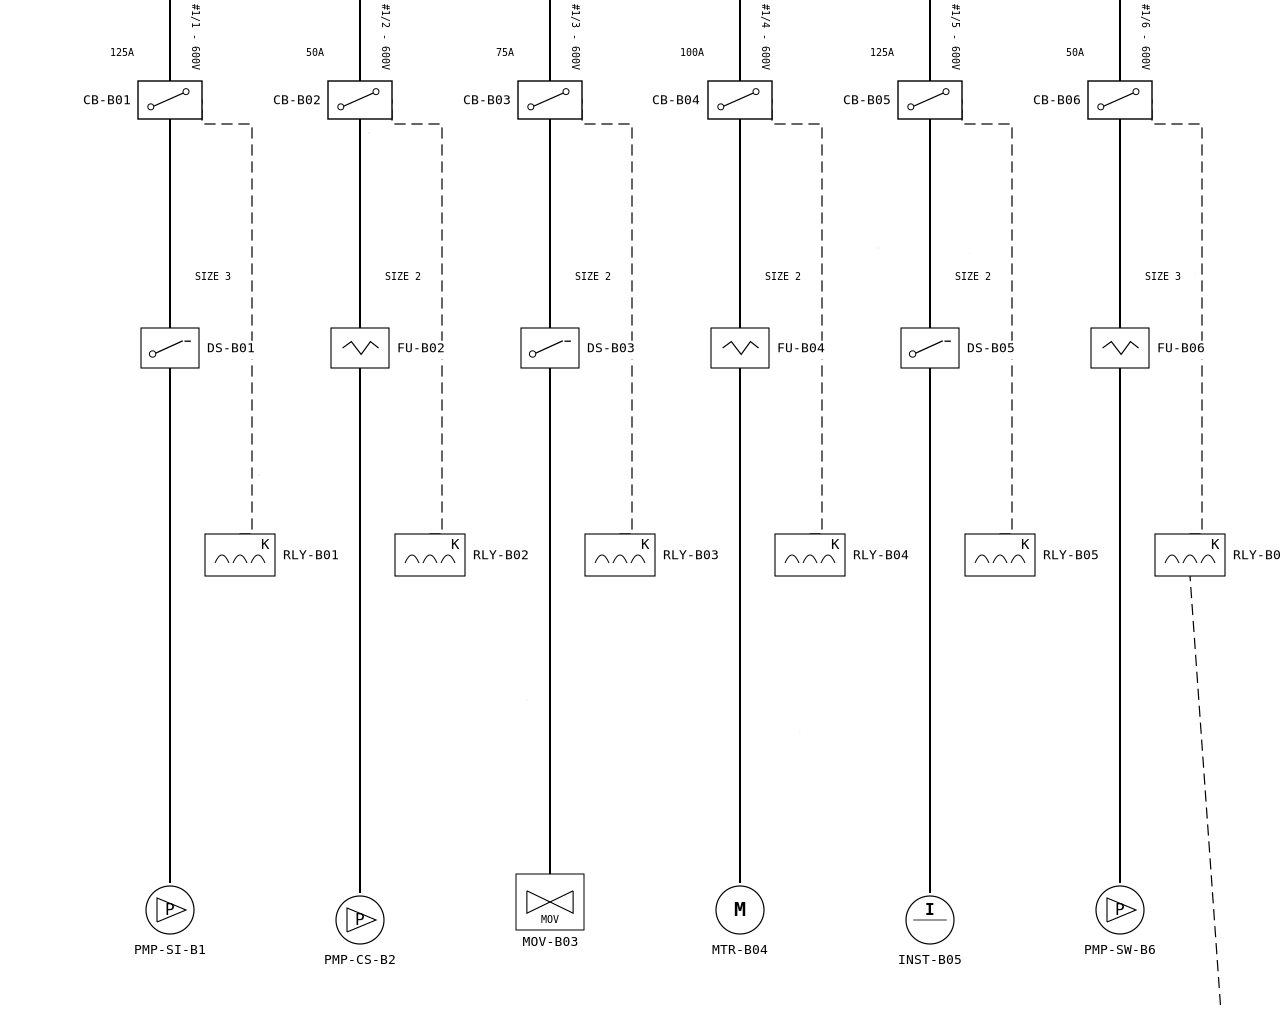 #1/1 - 600V
#1/2 - 600V
#1/3 - 600V
#1/4 - 600V
#1/5 - 600V
#1/6 - 600V
125A
50A
75A
100A
125A
50A
CB-B01
CB-B02
CB-B03
CB-B04
CB-B05
CB-B06
SIZE 3
SIZE 2
SIZE 2
SIZE 2
SIZE 2
SIZE 3
DS-B01
FU-B02
DS-B03
FU-B04
DS-B05
FU-B06
K
K
K
K
K
K
RLY-B01
RLY-B02
RLY-B03
RLY-B04
RLY-B05
RLY-B0
P
P
MOV
M
I
P
PMP-SI-B1
PMP-CS-B2
MOV-B03
MTR-B04
INST-B05
PMP-SW-B6